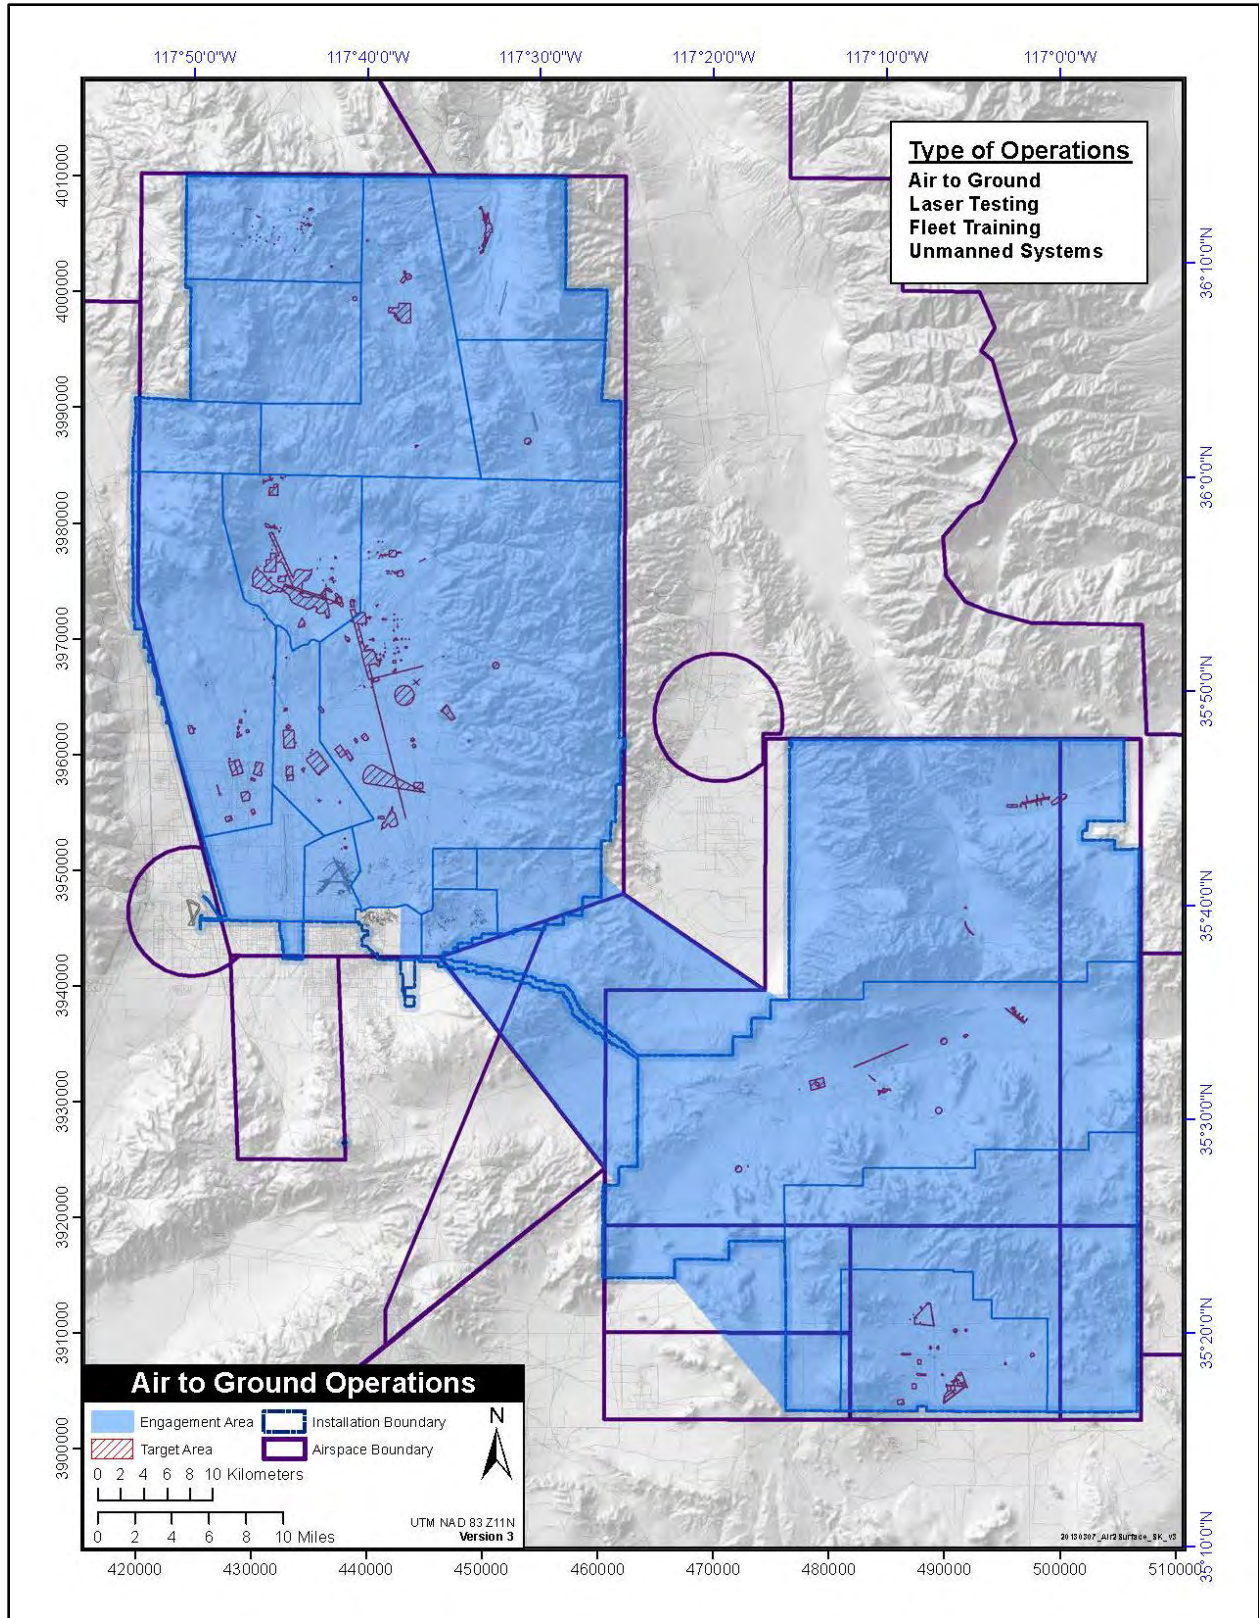 117°50'0"W 117°40'0"W 117°30'0"W 117°20'0"W 117°10'0"W 117°0'0"W
Type of Operations
Air to Ground
Laser Testing
Fleet Training
Unmanned Systems
4010000
4000000
3990000
3980000
3970000
3960000
3950000
3940000
3930000
3920000
3910000
3900000
36°10'0"N
36°0'0"N
35°50'0"N
35°40'0"N
35°30'0"N
35°20'0"N
35°10'0"N
Air to Ground Operations
Engagement Area Installation Boundary
Target Area Airspace Boundary
N
0 2 4 6 8 10 Kilometers
0 2 4 6 8 10 Miles
UTM NAD 83 Z11N
Version 3
20130307_Air2Surface_SK_v3
420000 430000 440000 450000 460000 470000 480000 490000 500000 510000